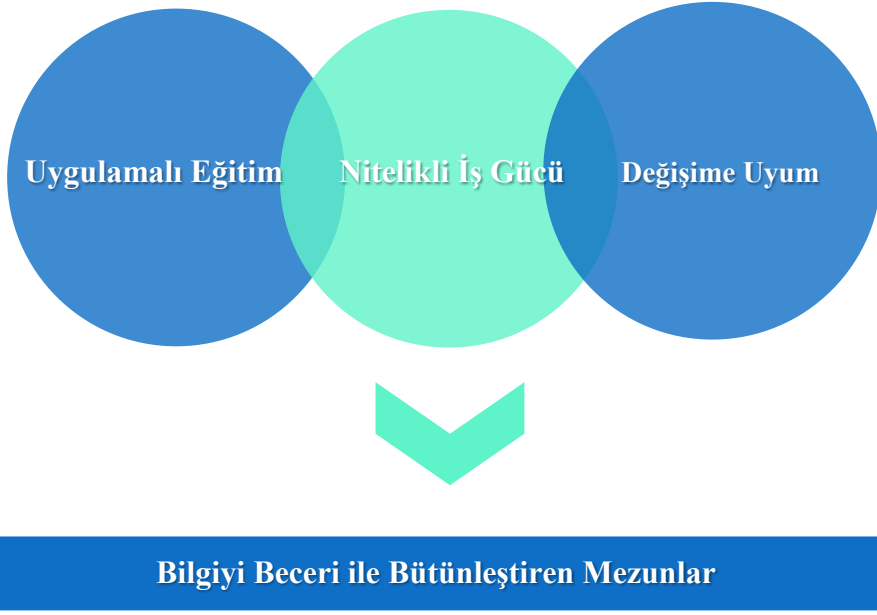 Uygulamalı Eğitim
Nitelikli İş Gücü
Değişime Uyum
Bilgiyi Beceri ile Bütünleştiren Mezunlar